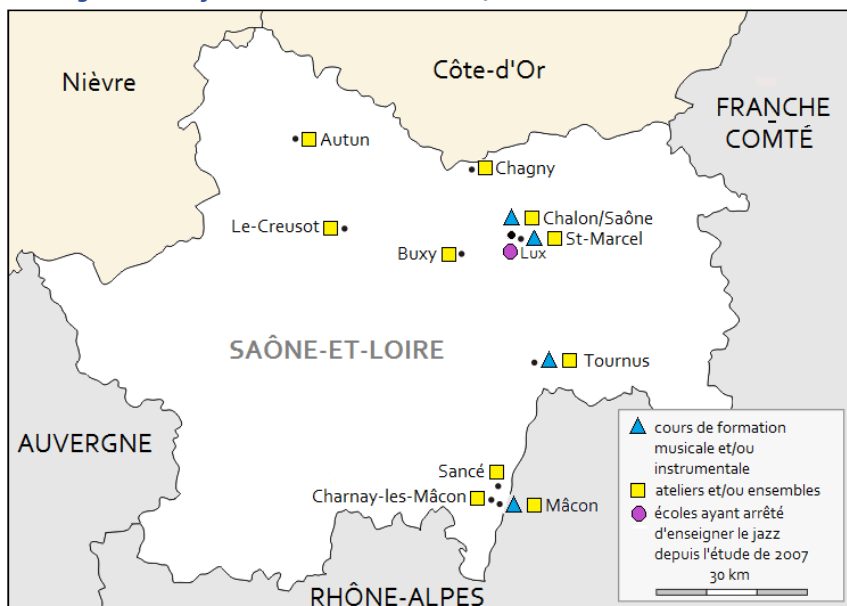 Nièvre
Côte-d'Or
FRANCHE
COMTÉ
Autun
Chagny
Chalon/Saône
Le-Creusot
St-Marcel
Buxy
Lux
SAÔNE-ET-LOIRE
Tournus
AUVERGNE
Sancé
Charnay-les-Mâcon
Mâcon
RHÔNE-ALPES
cours de formation
musicale et/ou
instrumentale
ateliers et/ou ensembles
écoles ayant arrêté
d'enseigner le jazz
depuis l'étude de 2007
30 km